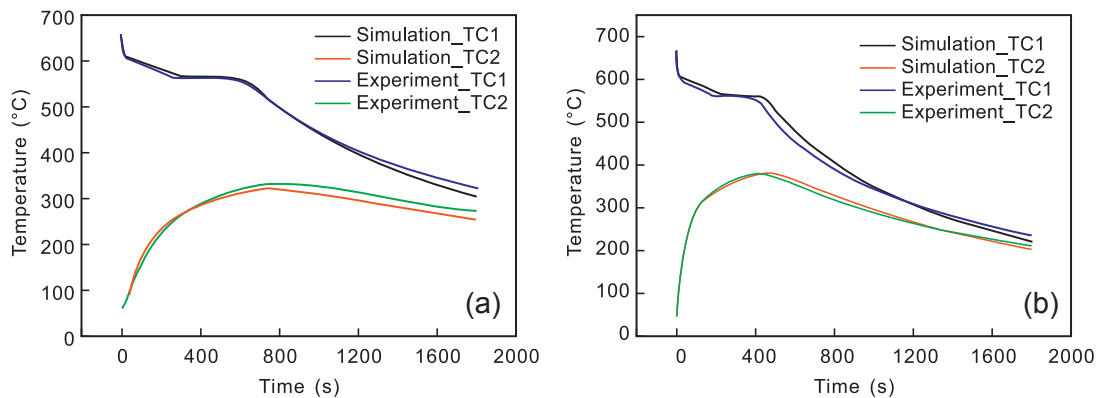 700
600
500
400
300
200
100
0
Temperature (°C)
Simulation_TC1
Simulation_TC2
Experiment_TC1
Experiment_TC2
(a)
0 400 800 1200 1600 2000
Time (s)
700
600
500
400
300
200
100
0
Temperature (°C)
Simulation_TC1
Simulation_TC2
Experiment_TC1
Experiment_TC2
(b)
0 400 800 1200 1600 2000
Time (s)